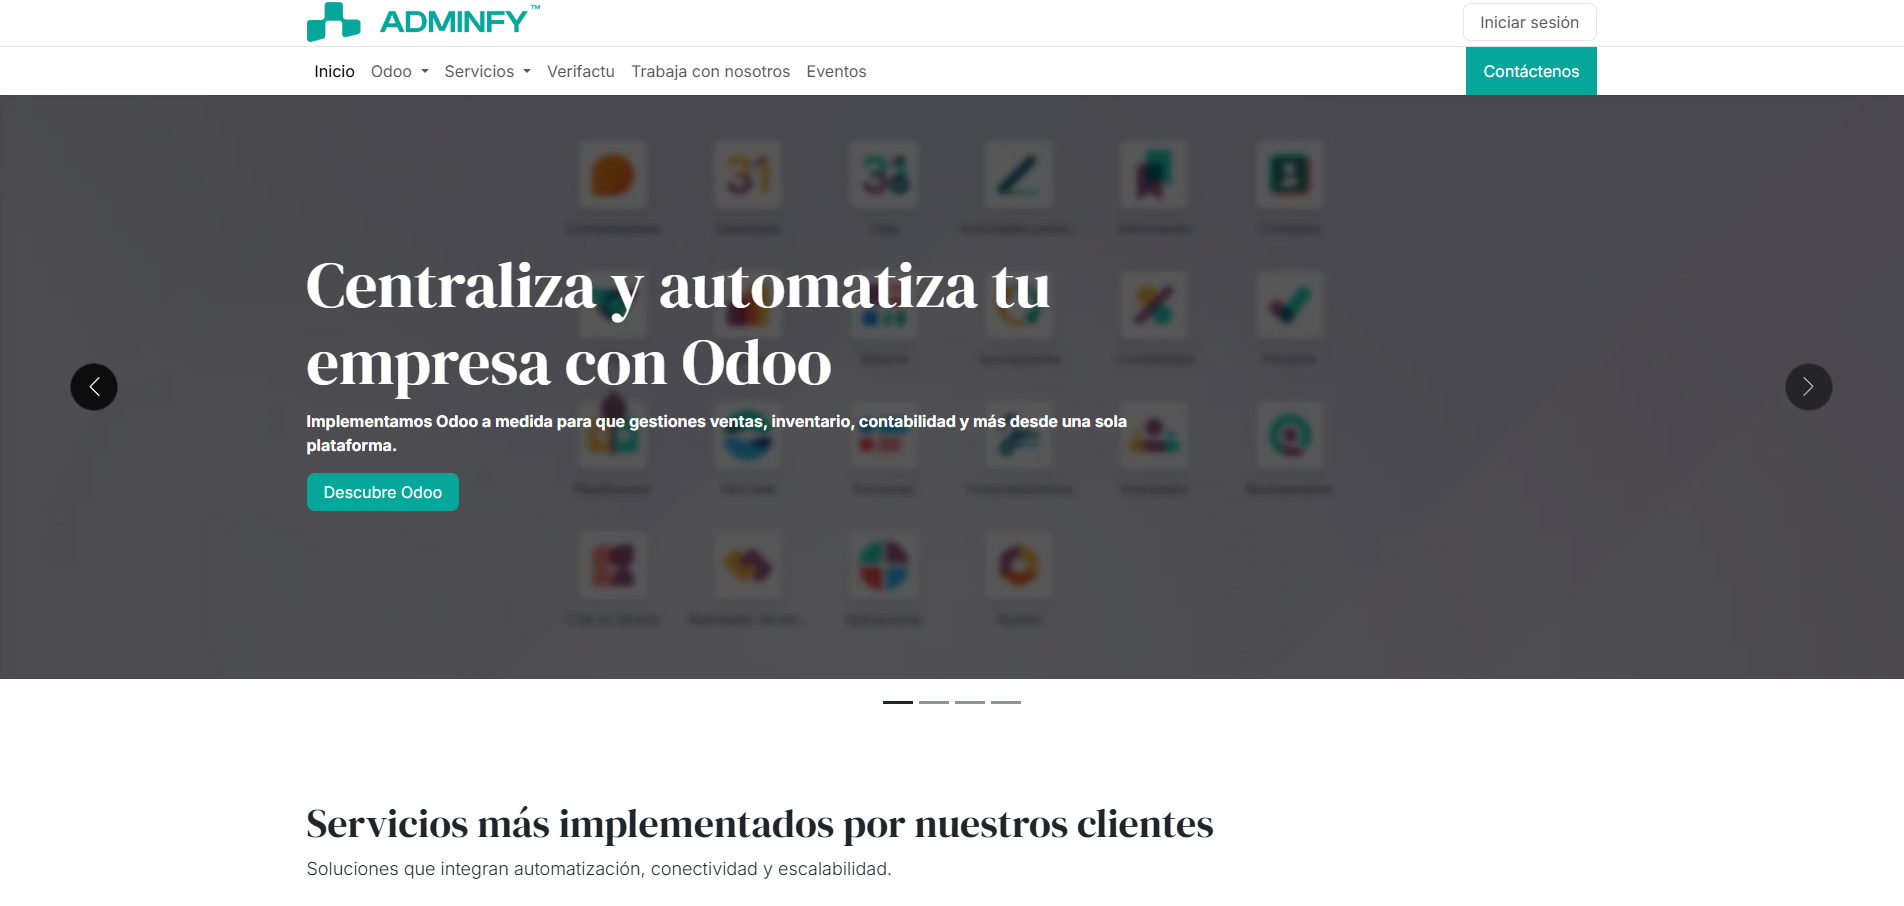 ADMINFY™
Iniciar sesión
Inicio
Odoo
Servicios
Verifactu
Trabaja con nosotros
Eventos
Contáctenos
Centraliza y automatiza tu
empresa con Odoo
Implementamos Odoo a medida para que gestiones ventas, inventario, contabilidad y más desde una sola
plataforma.
Descubre Odoo
Servicios más implementados por nuestros clientes
Soluciones que integran automatización, conectividad y escalabilidad.